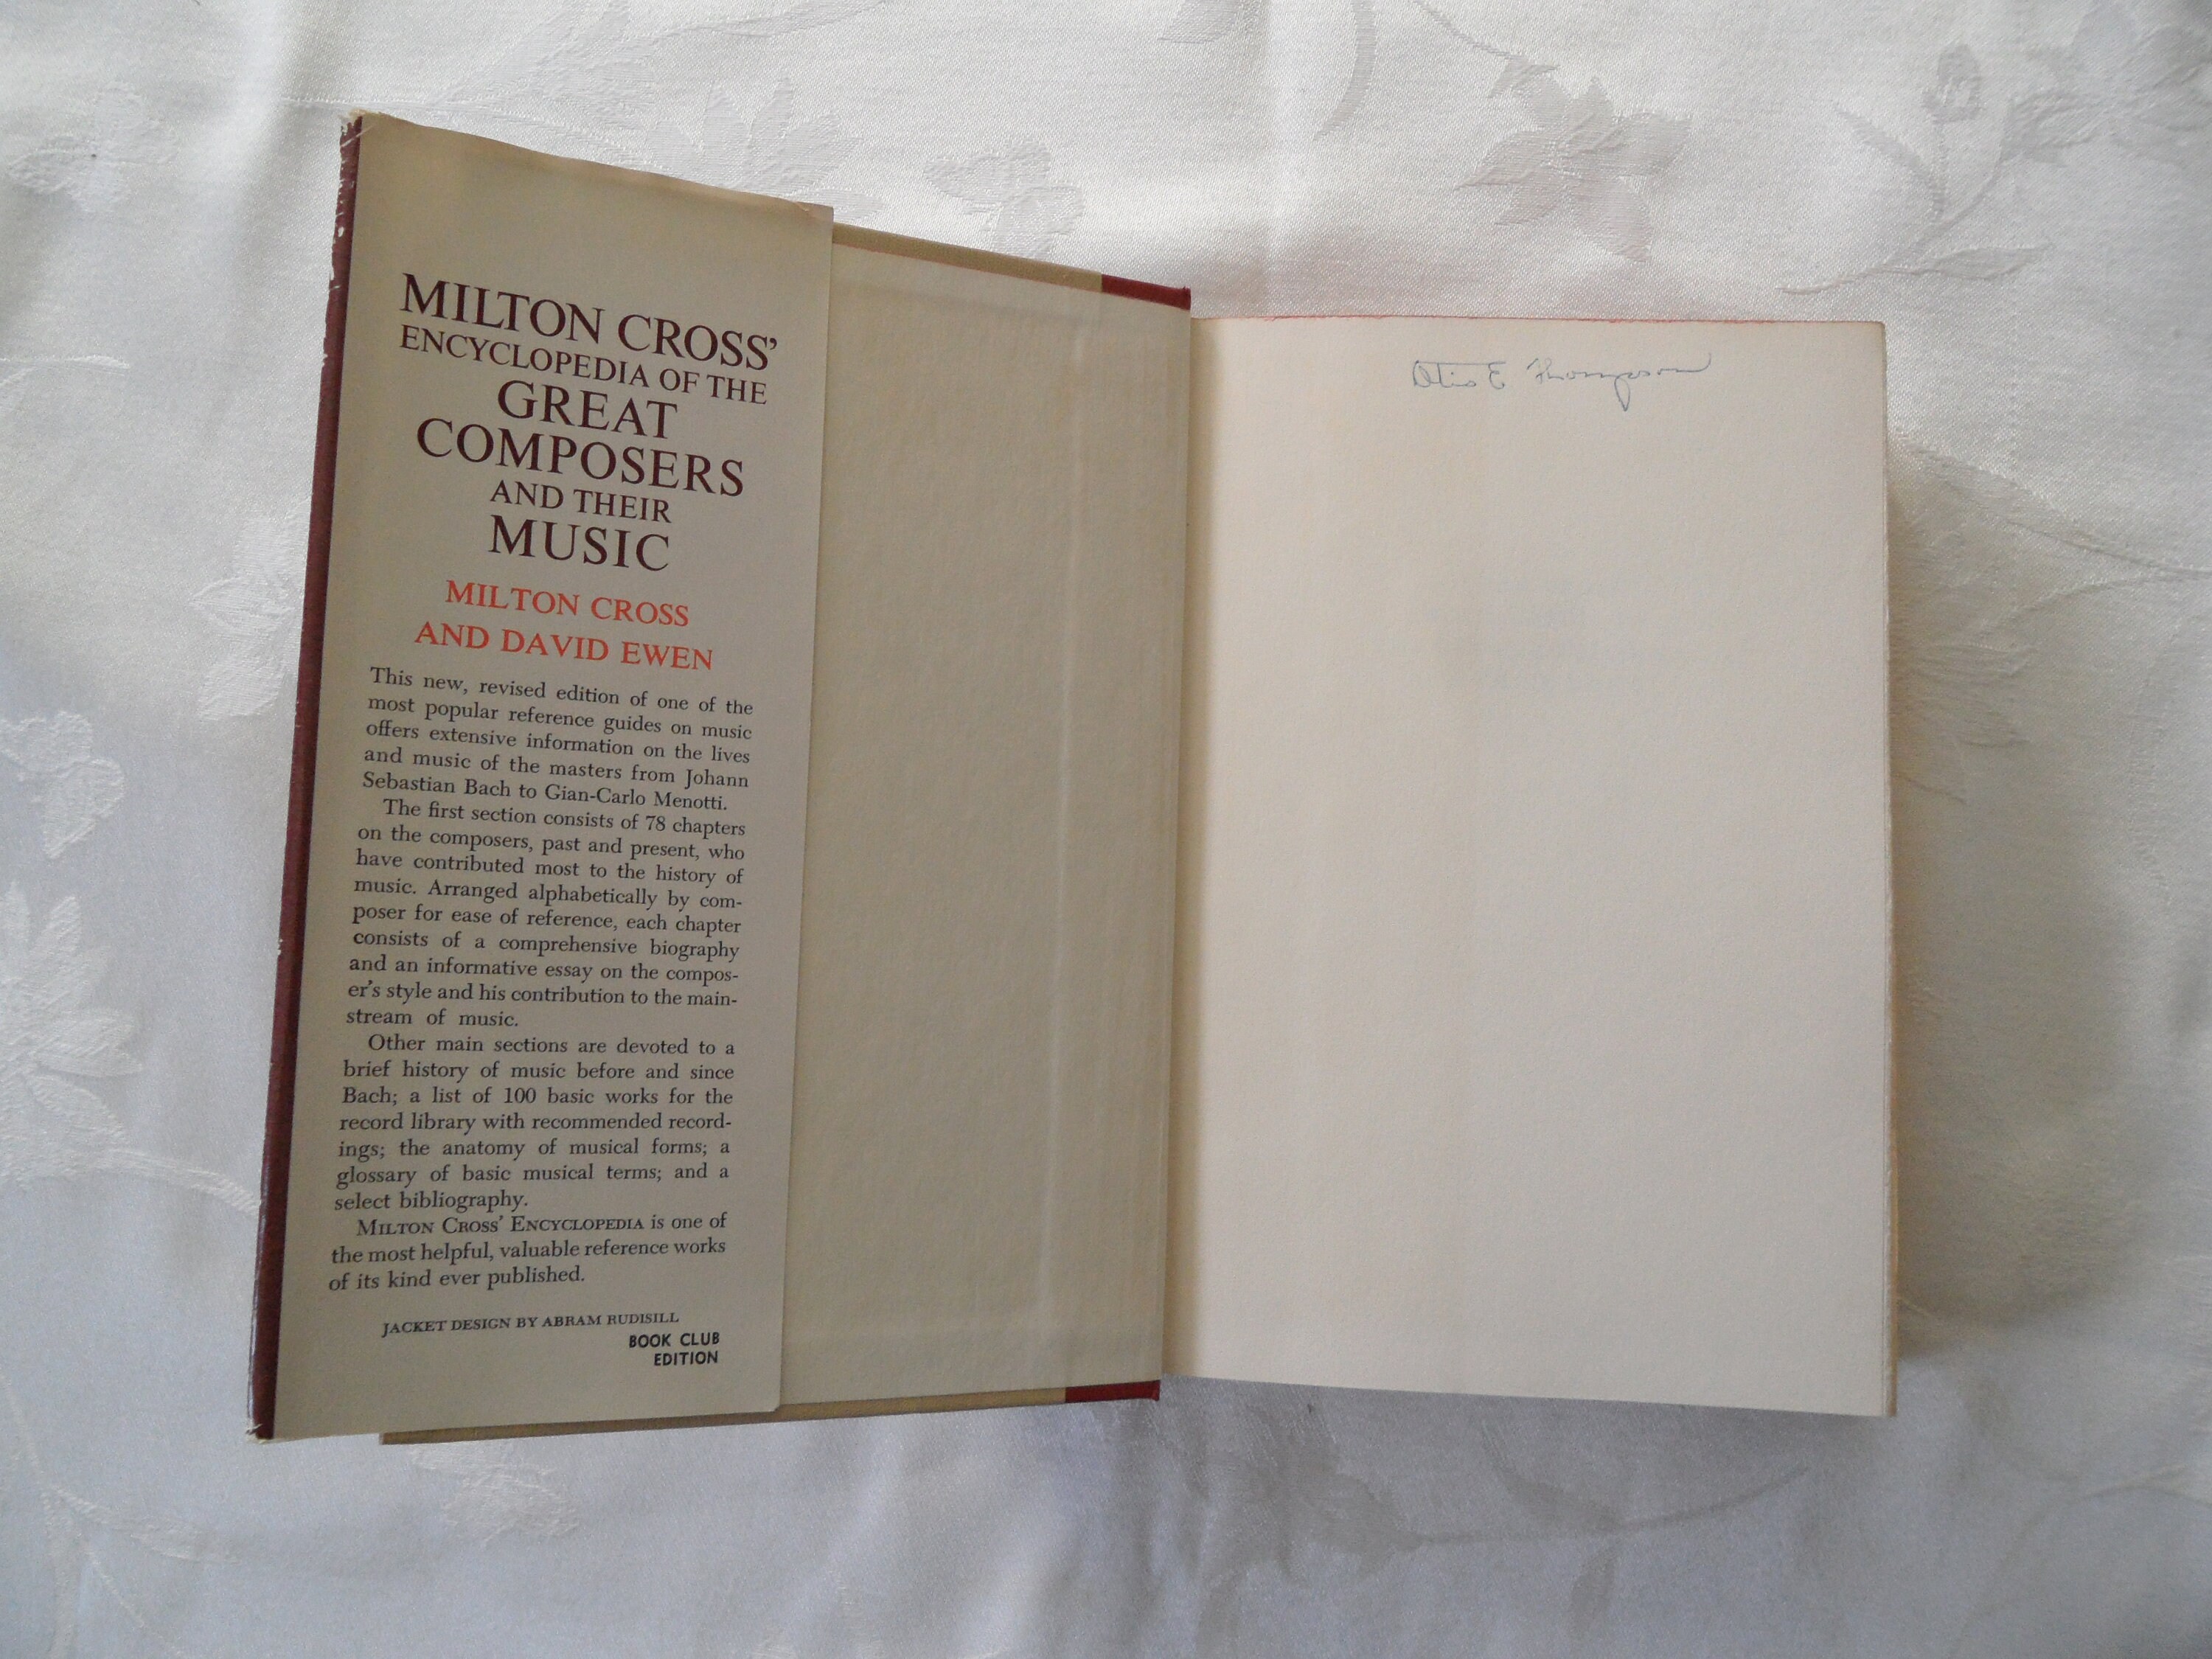 MILTON CROSS'
ENCYCLOPEDIA OF THE
GREAT
COMPOSERS
AND THEIR
MUSIC
MILTON CROSS
AND DAVID EWEN
This new, revised edition of one of the
most popular reference guides on music
offers extensive information on the lives
and music of the masters from Johann
Sebastian Bach to Gian-Carlo Menotti.
The first section consists of 78 chapters
on the composers, past and present, who
have contributed most to the history of
music. Arranged alphabetically by com-
poser for ease of reference, each chapter
consists of a comprehensive biography
and an informative essay on the compos-
er's style and his contribution to the main-
stream of music.
Other main sections are devoted to a
brief history of music before and since
Bach; a list of 100 basic works for the
record library with recommended record-
ings; the anatomy of musical forms; a
glossary of basic musical terms; and a
select bibliography.
MILTON CROSS' ENCYCLOPEDIA is one of
the most helpful, valuable reference works
of its kind ever published.
JACKET DESIGN BY ABRAM RUDISILL
BOOK CLUB
EDITION
Otis E Thompson